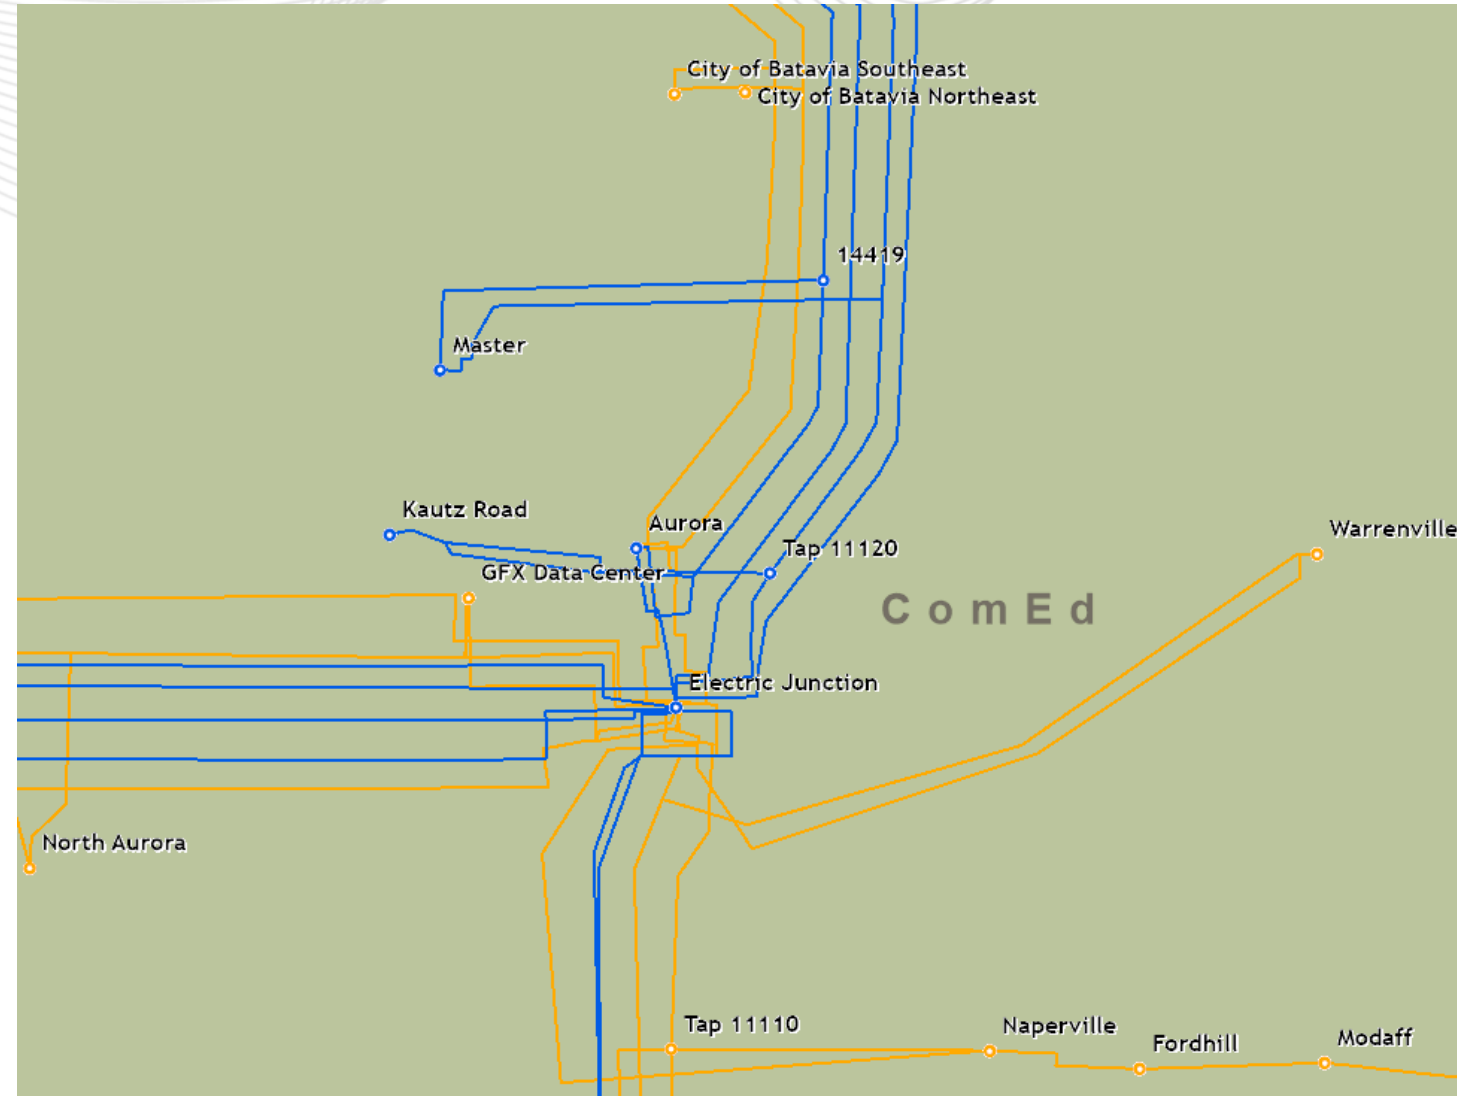 City of Batavia Southeast
City of Batavia Northeast
14419
Master
Kautz Road
Aurora
Warrenville
Tap 11120
GFX Data Center
ComEd
Electric Junction
North Aurora
Tap 11110
Naperville
Fordhill
Modaff